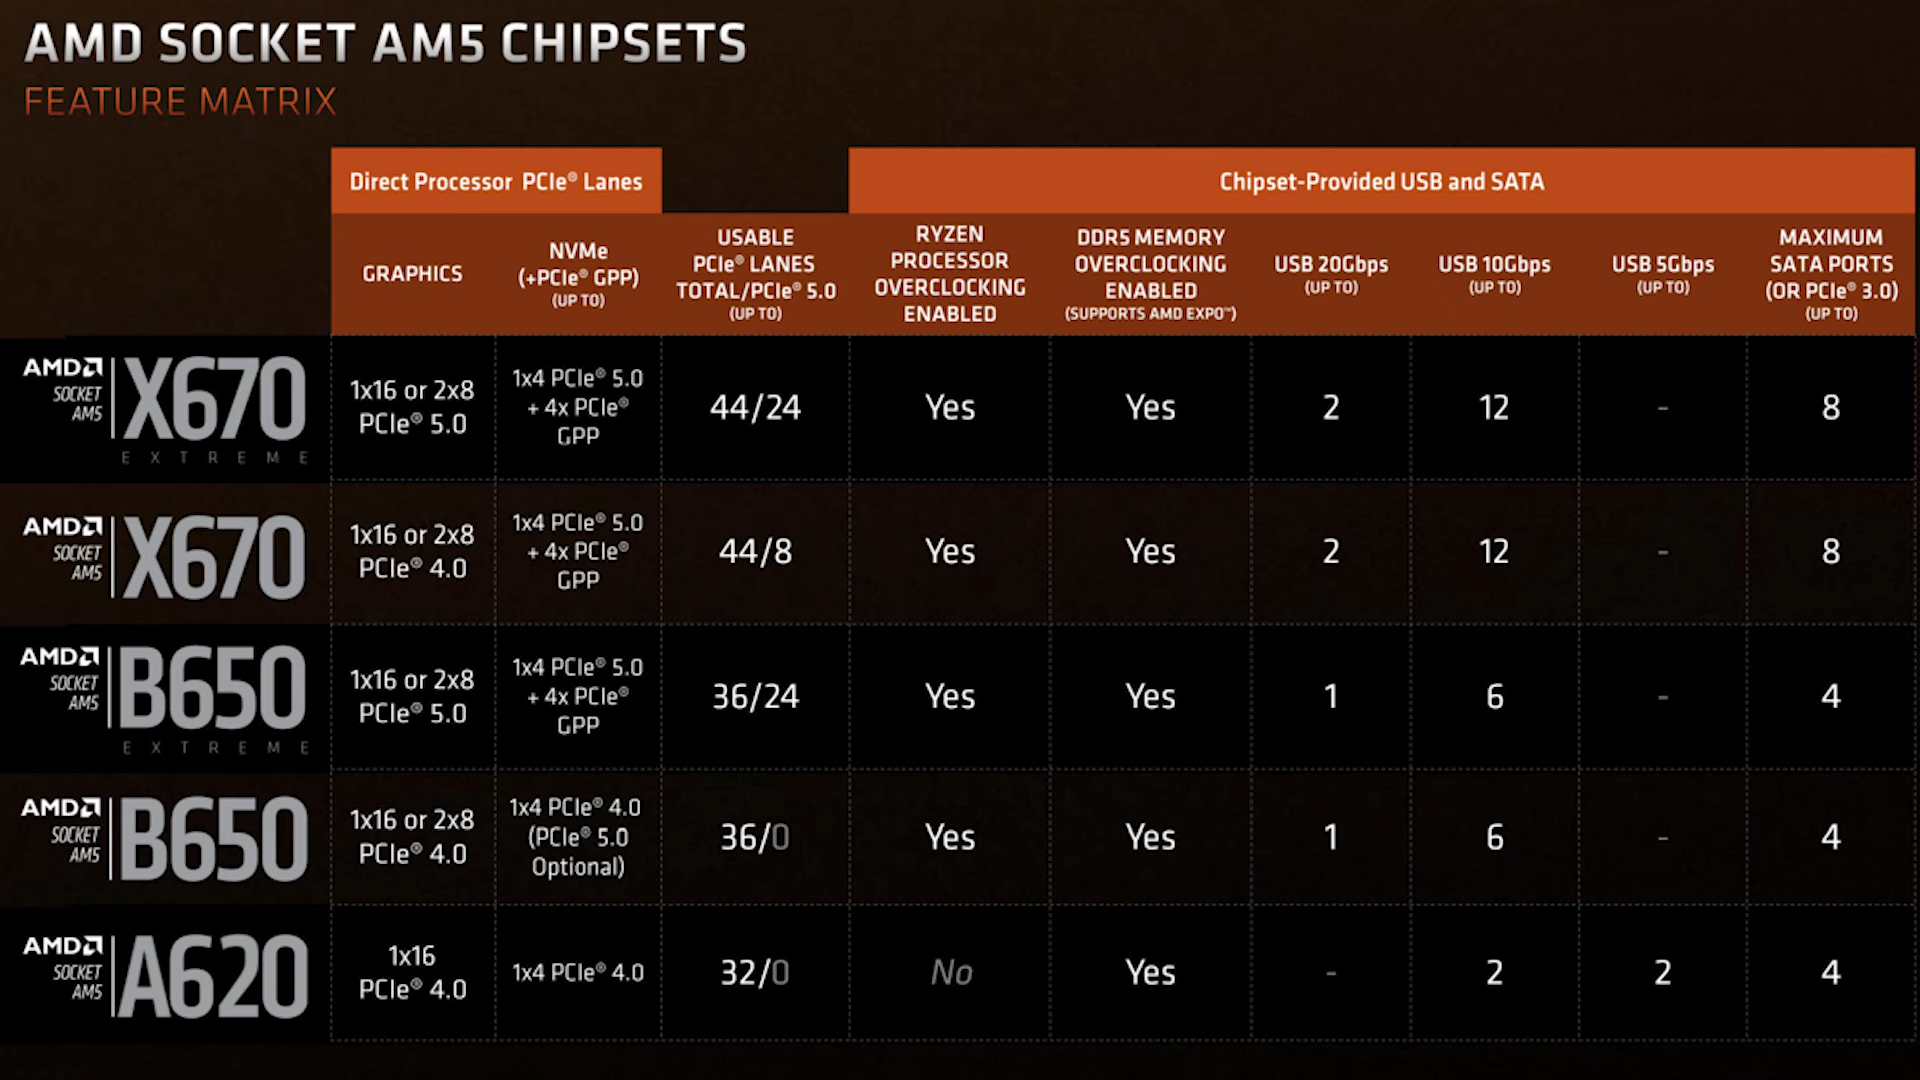 AMD SOCKET AM5 CHIPSETS
FEATURE MATRIX
Direct Processor PCIe® Lanes
Chipset-Provided USB and SATA
GRAPHICS
NVMe
(+PCIe® GPP)
(UP TO)
USABLE
PCIe® LANES
TOTAL/PCIe® 5.0
(UP TO)
RYZEN
PROCESSOR
OVERCLOCKING
ENABLED
DDR5 MEMORY
OVERCLOCKING
ENABLED
(SUPPORTS AMD EXPO™)
USB 20Gbps
(UP TO)
USB 10Gbps
(UP TO)
USB 5Gbps
(UP TO)
MAXIMUM
SATA PORTS
(OR PCIe® 3.0)
(UP TO)
AMD
SOCKET
AM5
X670
EXTREME
1x16 or 2x8
PCIe® 5.0
1x4 PCIe® 5.0
+ 4x PCIe®
GPP
44/24
Yes
Yes
2
12
-
8
AMD
SOCKET
AM5
X670
1x16 or 2x8
PCIe® 4.0
1x4 PCIe® 5.0
+ 4x PCIe®
GPP
44/8
Yes
Yes
2
12
-
8
AMD
SOCKET
AM5
B650
EXTREME
1x16 or 2x8
PCIe® 5.0
1x4 PCIe® 5.0
+ 4x PCIe®
GPP
36/24
Yes
Yes
1
6
-
4
AMD
SOCKET
AM5
B650
1x16 or 2x8
PCIe® 4.0
1x4 PCIe® 4.0
(PCIe® 5.0
Optional)
36/0
Yes
Yes
1
6
-
4
AMD
SOCKET
AM5
A620
1x16
PCIe® 4.0
1x4 PCIe® 4.0
32/0
No
Yes
-
2
2
4